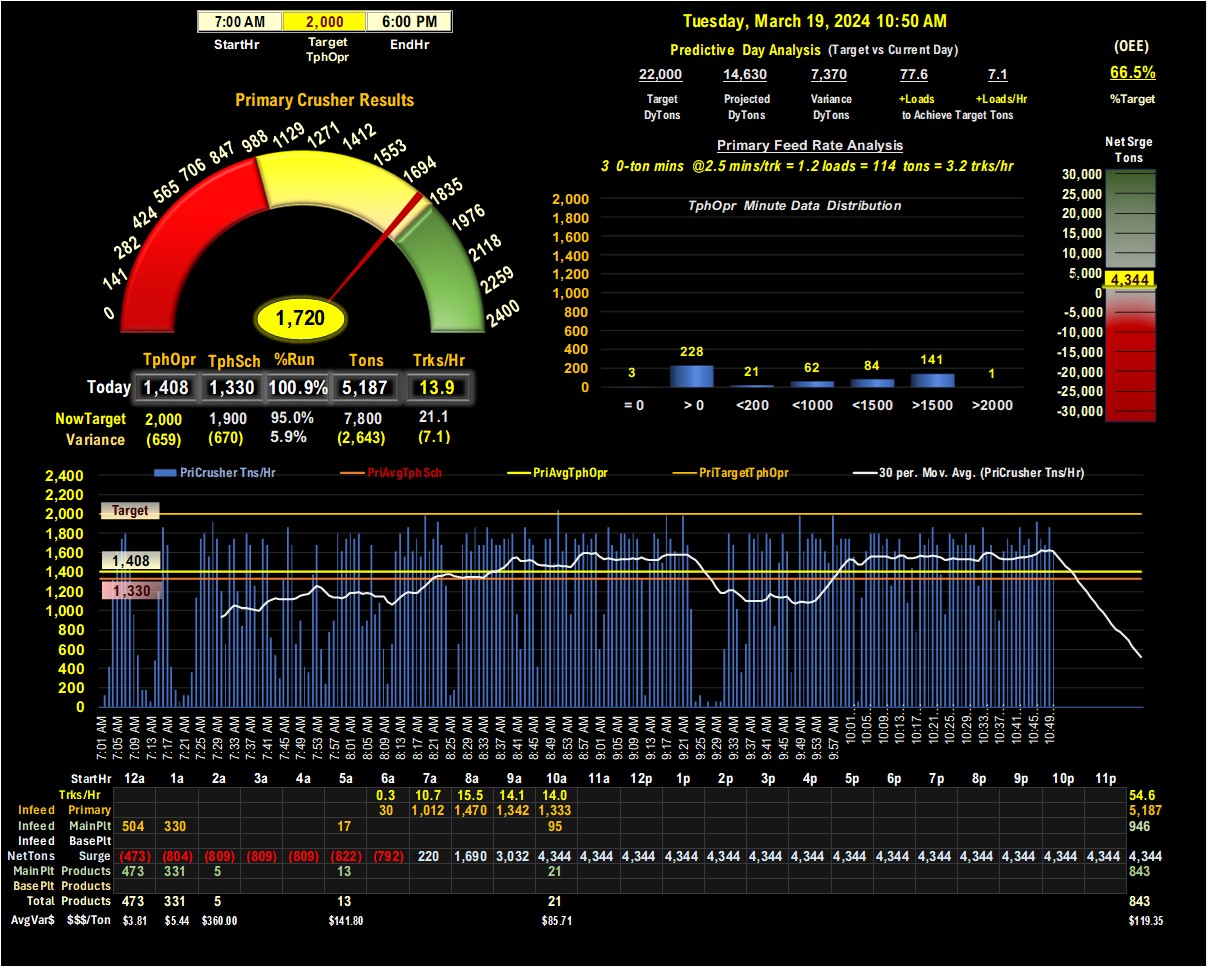 7:00 AM 2,000 6:00 PM
StartHr Target TphOpr EndHr
Tuesday, March 19, 2024 10:50 AM
Predictive Day Analysis (Target vs Current Day)
22,000 14,630 7,370 77.6 7.1
Target Projected Variance +Loads +Loads/Hr
DyTons DyTons DyTons to Achieve Target Tons
(OEE)
66.5%
%Target
Primary Crusher Results
0 141 282 424 565 706 847 988 1129 1271 1412 1553 1694 1835 1976 2118 2259 2400
1,720
TphOpr TphSch %Run Tons Trks/Hr
Today 1,408 1,330 100.9% 5,187 13.9
NowTarget 2,000 1,900 95.0% 7,800 21.1
Variance (659) (670) 5.9% (2,643) (7.1)
Primary Feed Rate Analysis
3 0-ton mins @2.5 mins/trk = 1.2 loads = 114 tons = 3.2 trks/hr
TphOpr Minute Data Distribution
2,000
1,800
1,600
1,400
1,200
1,000
800
600
400
200
0
3 228 21 62 84 141 1
= 0 > 0 <200 <1000 <1500 >1500 >2000
Net Srge
Tons
30,000
25,000
20,000
15,000
10,000
5,000
4,344
0
-5,000
-10,000
-15,000
-20,000
-25,000
-30,000
PriCrusher Tns/Hr PriAvgTphSch PriAvgTphOpr PriTargetTphOpr 30 per. Mov. Avg. (PriCrusher Tns/Hr)
2,400
2,200
2,000
1,800
1,600
1,400
1,200
1,000
800
600
400
200
0
Target
1,408
1,330
7:01 AM 7:05 AM 7:09 AM 7:13 AM 7:17 AM 7:21 AM 7:25 AM 7:29 AM 7:33 AM 7:37 AM 7:41 AM 7:45 AM 7:49 AM 7:53 AM 7:57 AM 8:01 AM 8:05 AM 8:09 AM 8:13 AM 8:17 AM 8:21 AM 8:25 AM 8:29 AM 8:33 AM 8:37 AM 8:41 AM 8:45 AM 8:49 AM 8:53 AM 8:57 AM 9:01 AM 9:05 AM 9:09 AM 9:13 AM 9:17 AM 9:21 AM 9:25 AM 9:29 AM 9:33 AM 9:37 AM 9:41 AM 9:45 AM 9:49 AM 9:53 AM 9:57 AM 10:01... 10:05... 10:09... 10:13... 10:17... 10:21... 10:25... 10:29... 10:33... 10:37... 10:41... 10:45... 10:49...
StartHr 12a 1a 2a 3a 4a 5a 6a 7a 8a 9a 10a 11a 12p 1p 2p 3p 4p 5p 6p 7p 8p 9p 10p 11p
Trks/Hr 0.3 10.7 15.5 14.1 14.0 54.6
Infeed Primary 30 1,012 1,470 1,342 1,333 5,187
Infeed MainPlt 504 330 17 95 946
Infeed BasePlt
NetTons Surge (473) (804) (809) (809) (809) (822) (792) 220 1,690 3,032 4,344 4,344 4,344 4,344 4,344 4,344 4,344 4,344 4,344 4,344 4,344 4,344 4,344 4,344 4,344
MainPlt Products 473 331 5 13 21 843
BasePlt Products
Total Products 473 331 5 13 21 843
AvgVar$ $$$/Ton $3.81 $5.44 $360.00 $141.80 $85.71 $119.35